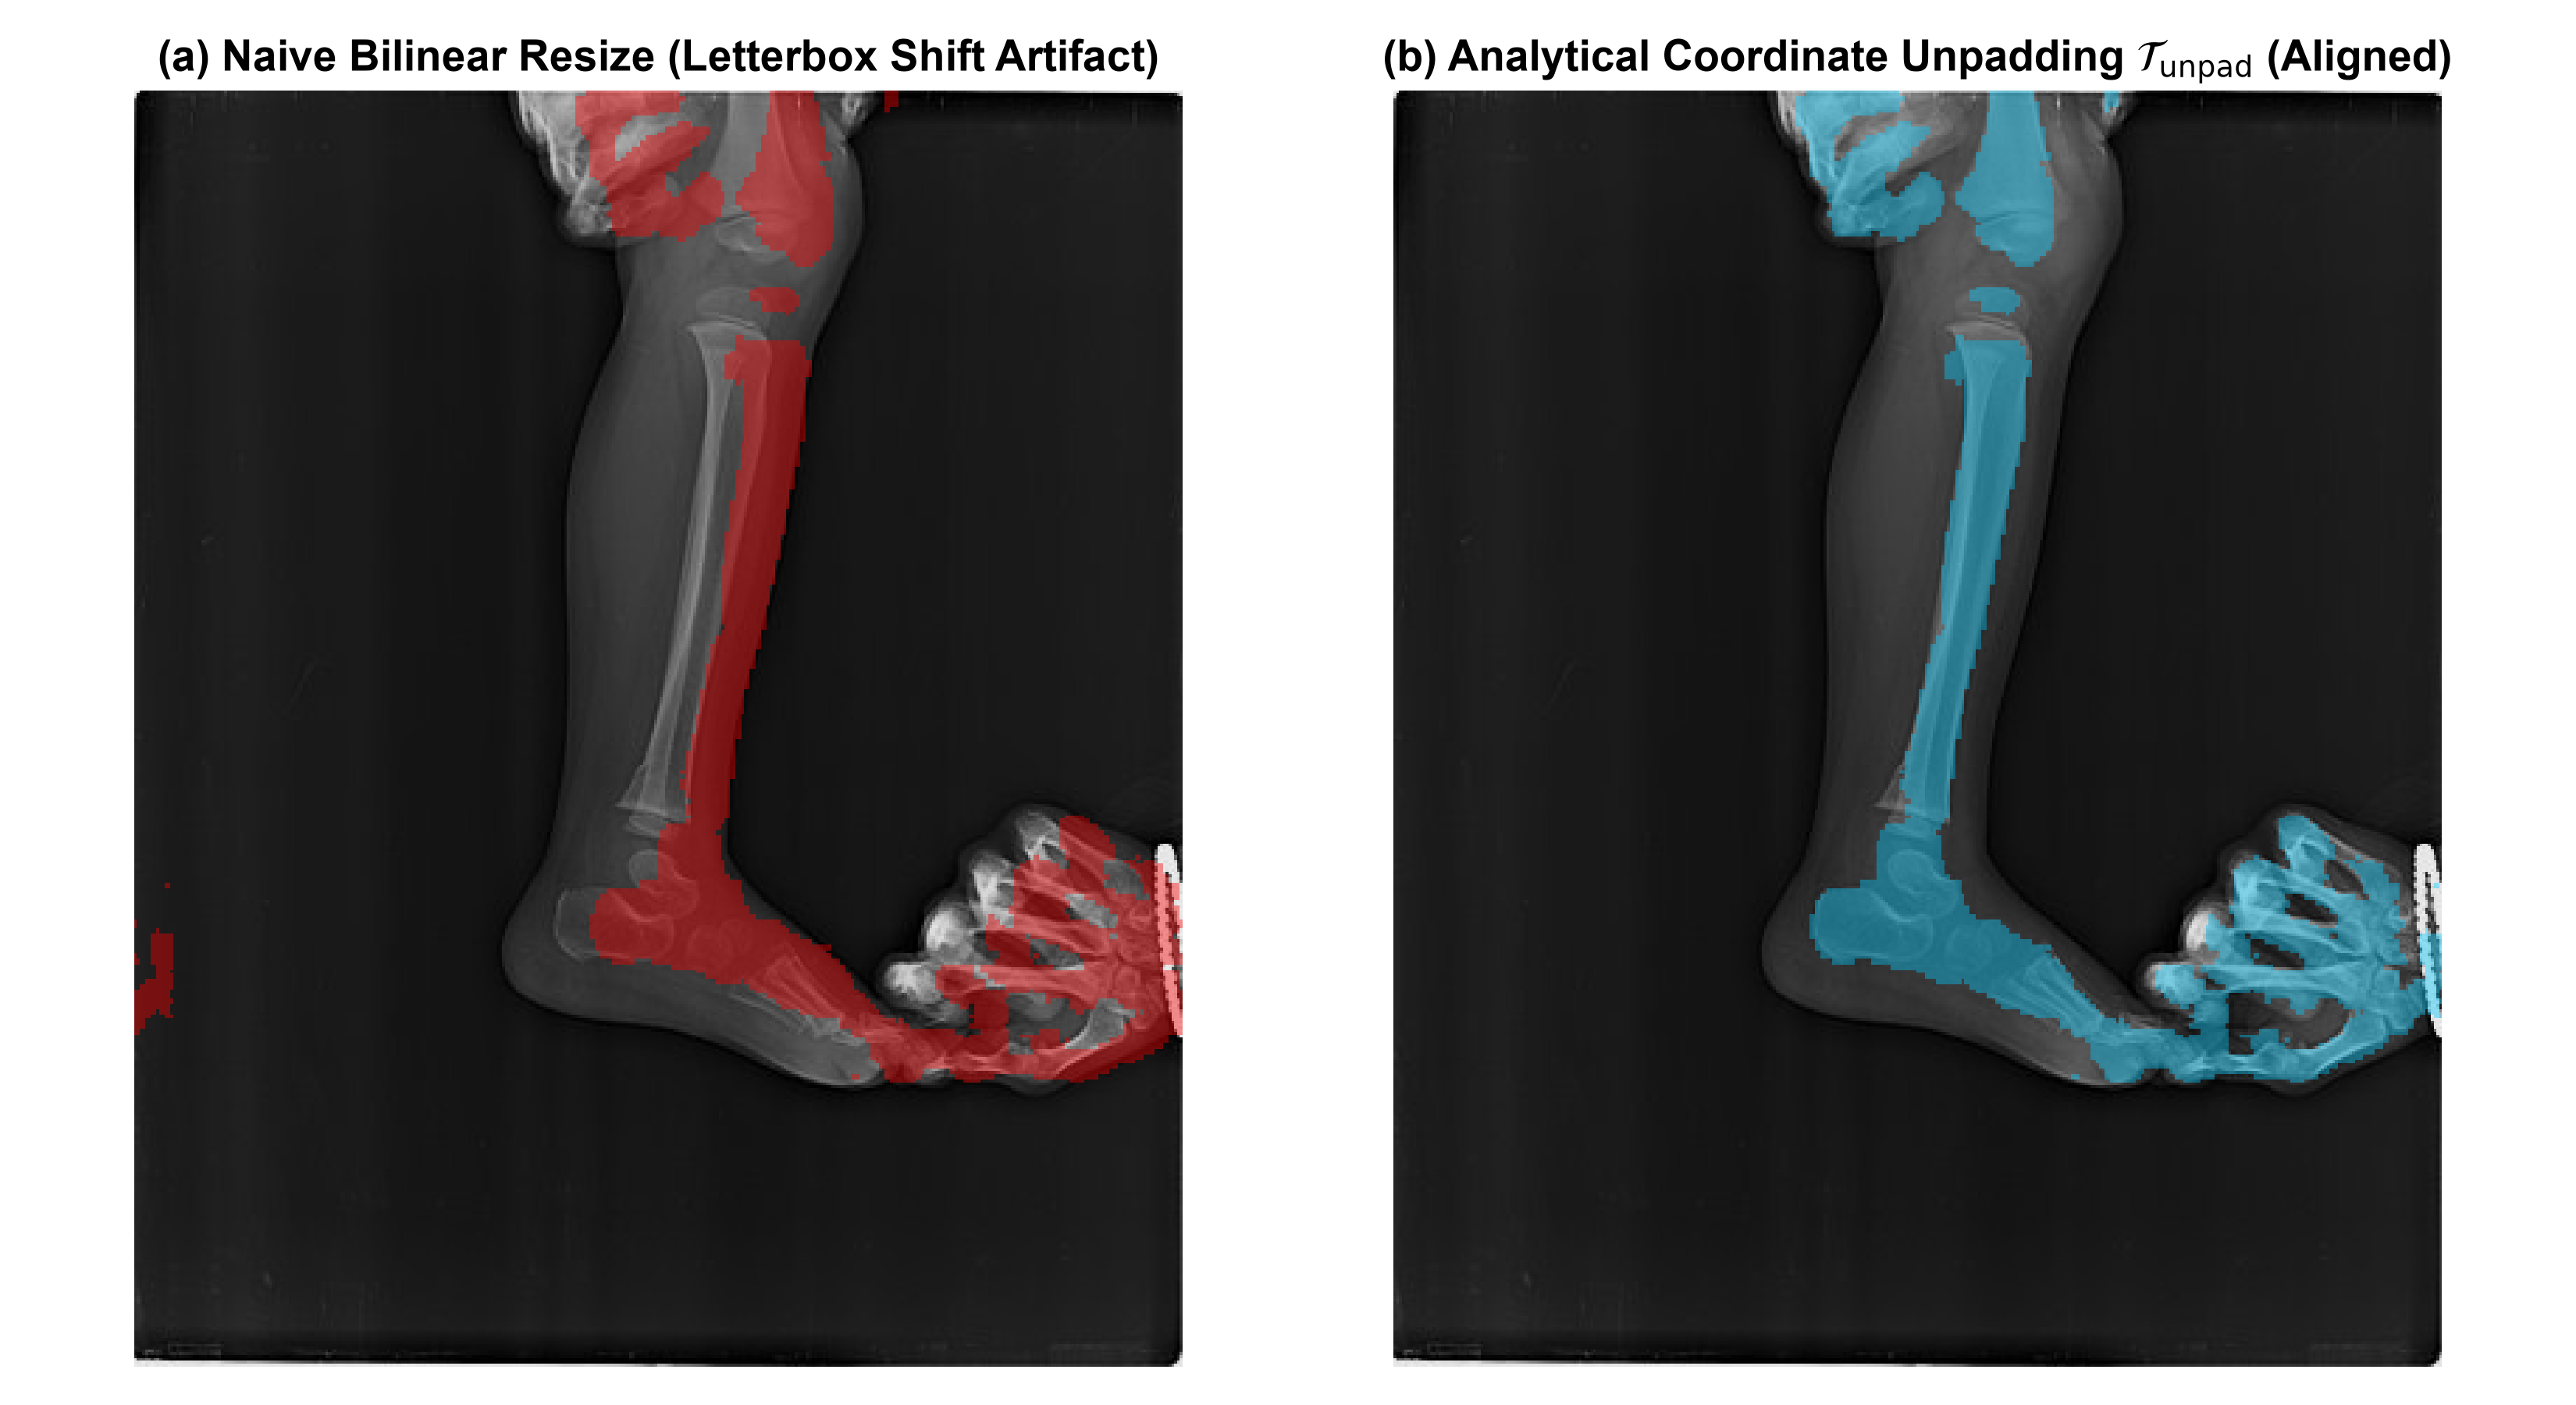 (a) Naive Bilinear Resize (Letterbox Shift Artifact)
(b) Analytical Coordinate Unpadding 𝒯unpad (Aligned)